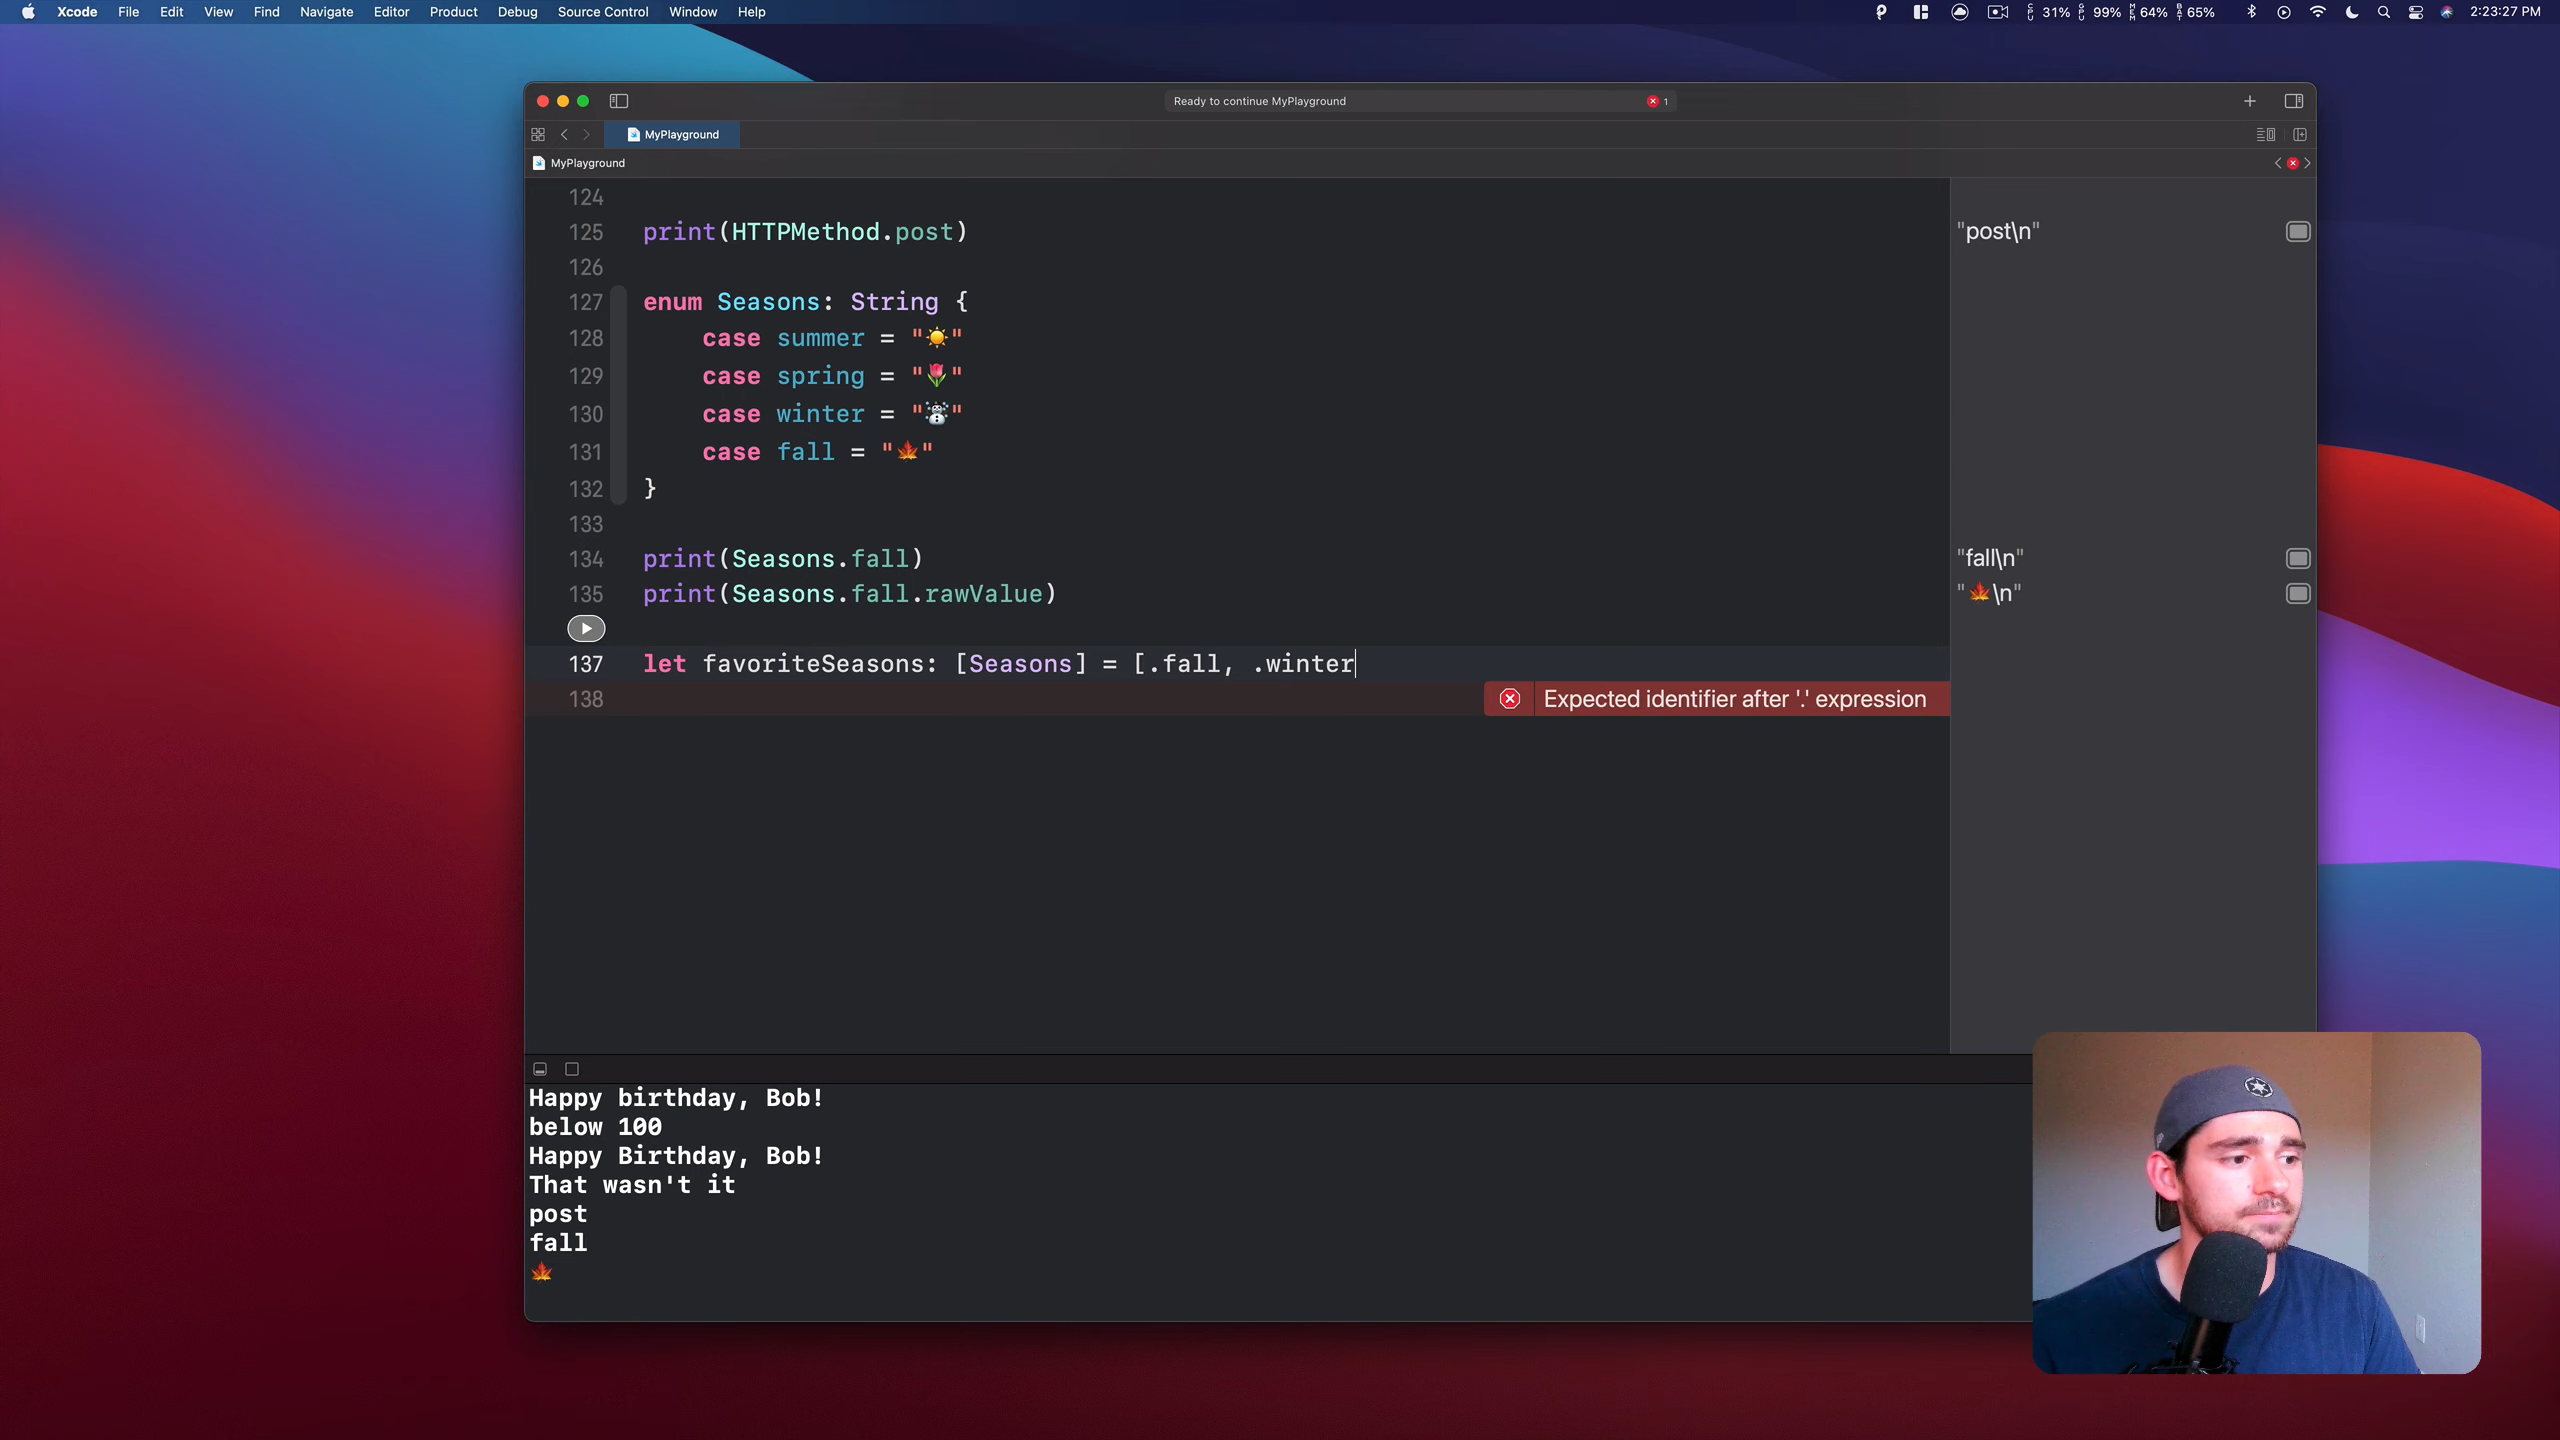 Xcode File Edit View Find Navigate Editor Product Debug Source Control Window Help CPU 31% GPU 99% MEM 64% BAT 65% 2:23:27 PM
Ready to continue MyPlayground 1
MyPlayground
MyPlayground
124
125 print(HTTPMethod.post) "post\n"
126
127 enum Seasons: String {
128 case summer = "☀️"
129 case spring = "🌷"
130 case winter = "☃️"
131 case fall = "🍁"
132 }
133
134 print(Seasons.fall) "fall\n"
135 print(Seasons.fall.rawValue) "🍁\n"
137 let favoriteSeasons: [Seasons] = [.fall, .winter
138 Expected identifier after '.' expression
Happy birthday, Bob!
below 100
Happy Birthday, Bob!
That wasn't it
post
fall
🍁